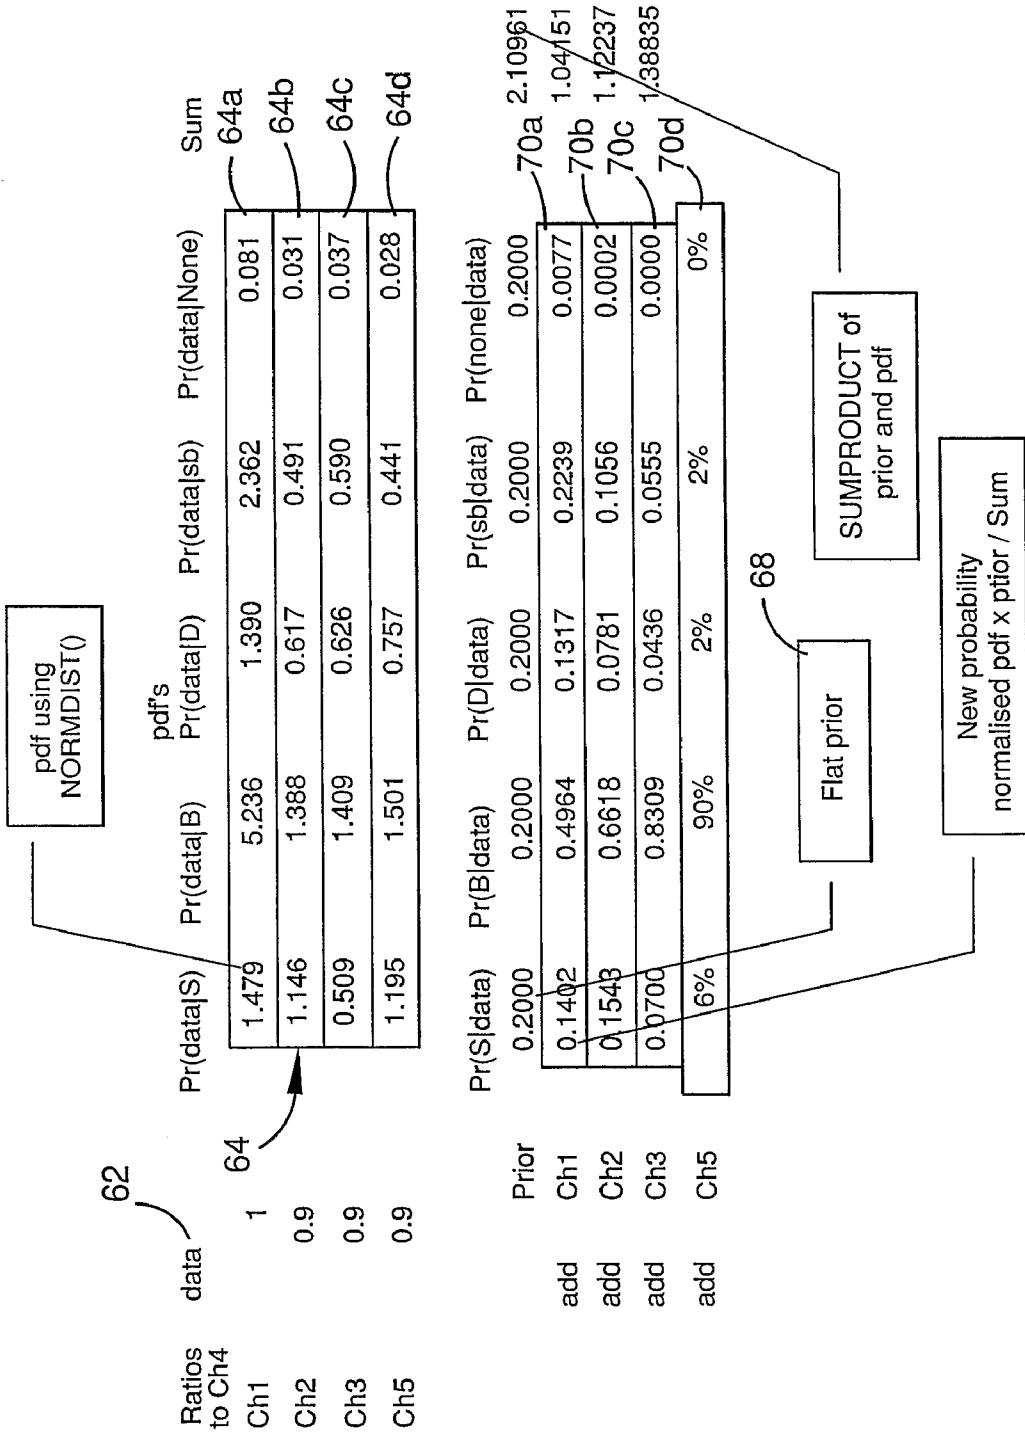 pdf using
NORMDIST()
62
Ratios
to Ch4
data
pdf's
Pr(data|S) Pr(data|B) Pr(data|D) Pr(data|sb) Pr(data|None) Sum
Ch1 1 1.479 5.236 1.390 2.362 0.081 64a
Ch2 0.9 1.146 1.388 0.617 0.491 0.031 64b
Ch3 0.9 0.509 1.409 0.626 0.590 0.037 64c
Ch5 0.9 1.195 1.501 0.757 0.441 0.028 64d
64
Pr(S|data) Pr(B|data) Pr(D|data) Pr(sb|data) Pr(none|data)
Prior 0.2000 0.2000 0.2000 0.2000 0.2000 70a 2.10961
add Ch1 0.1402 0.4964 0.1317 0.2239 0.0077 70b 1.04151
add Ch2 0.1543 0.6618 0.0781 0.1056 0.0002 70c 1.12237
add Ch3 0.0700 0.8309 0.0436 0.0555 0.0000 70d 1.38835
add Ch5 6% 90% 2% 2% 0%
68
Flat prior
SUMPRODUCT of
prior and pdf
New probability
normalised pdf x ptior / Sum